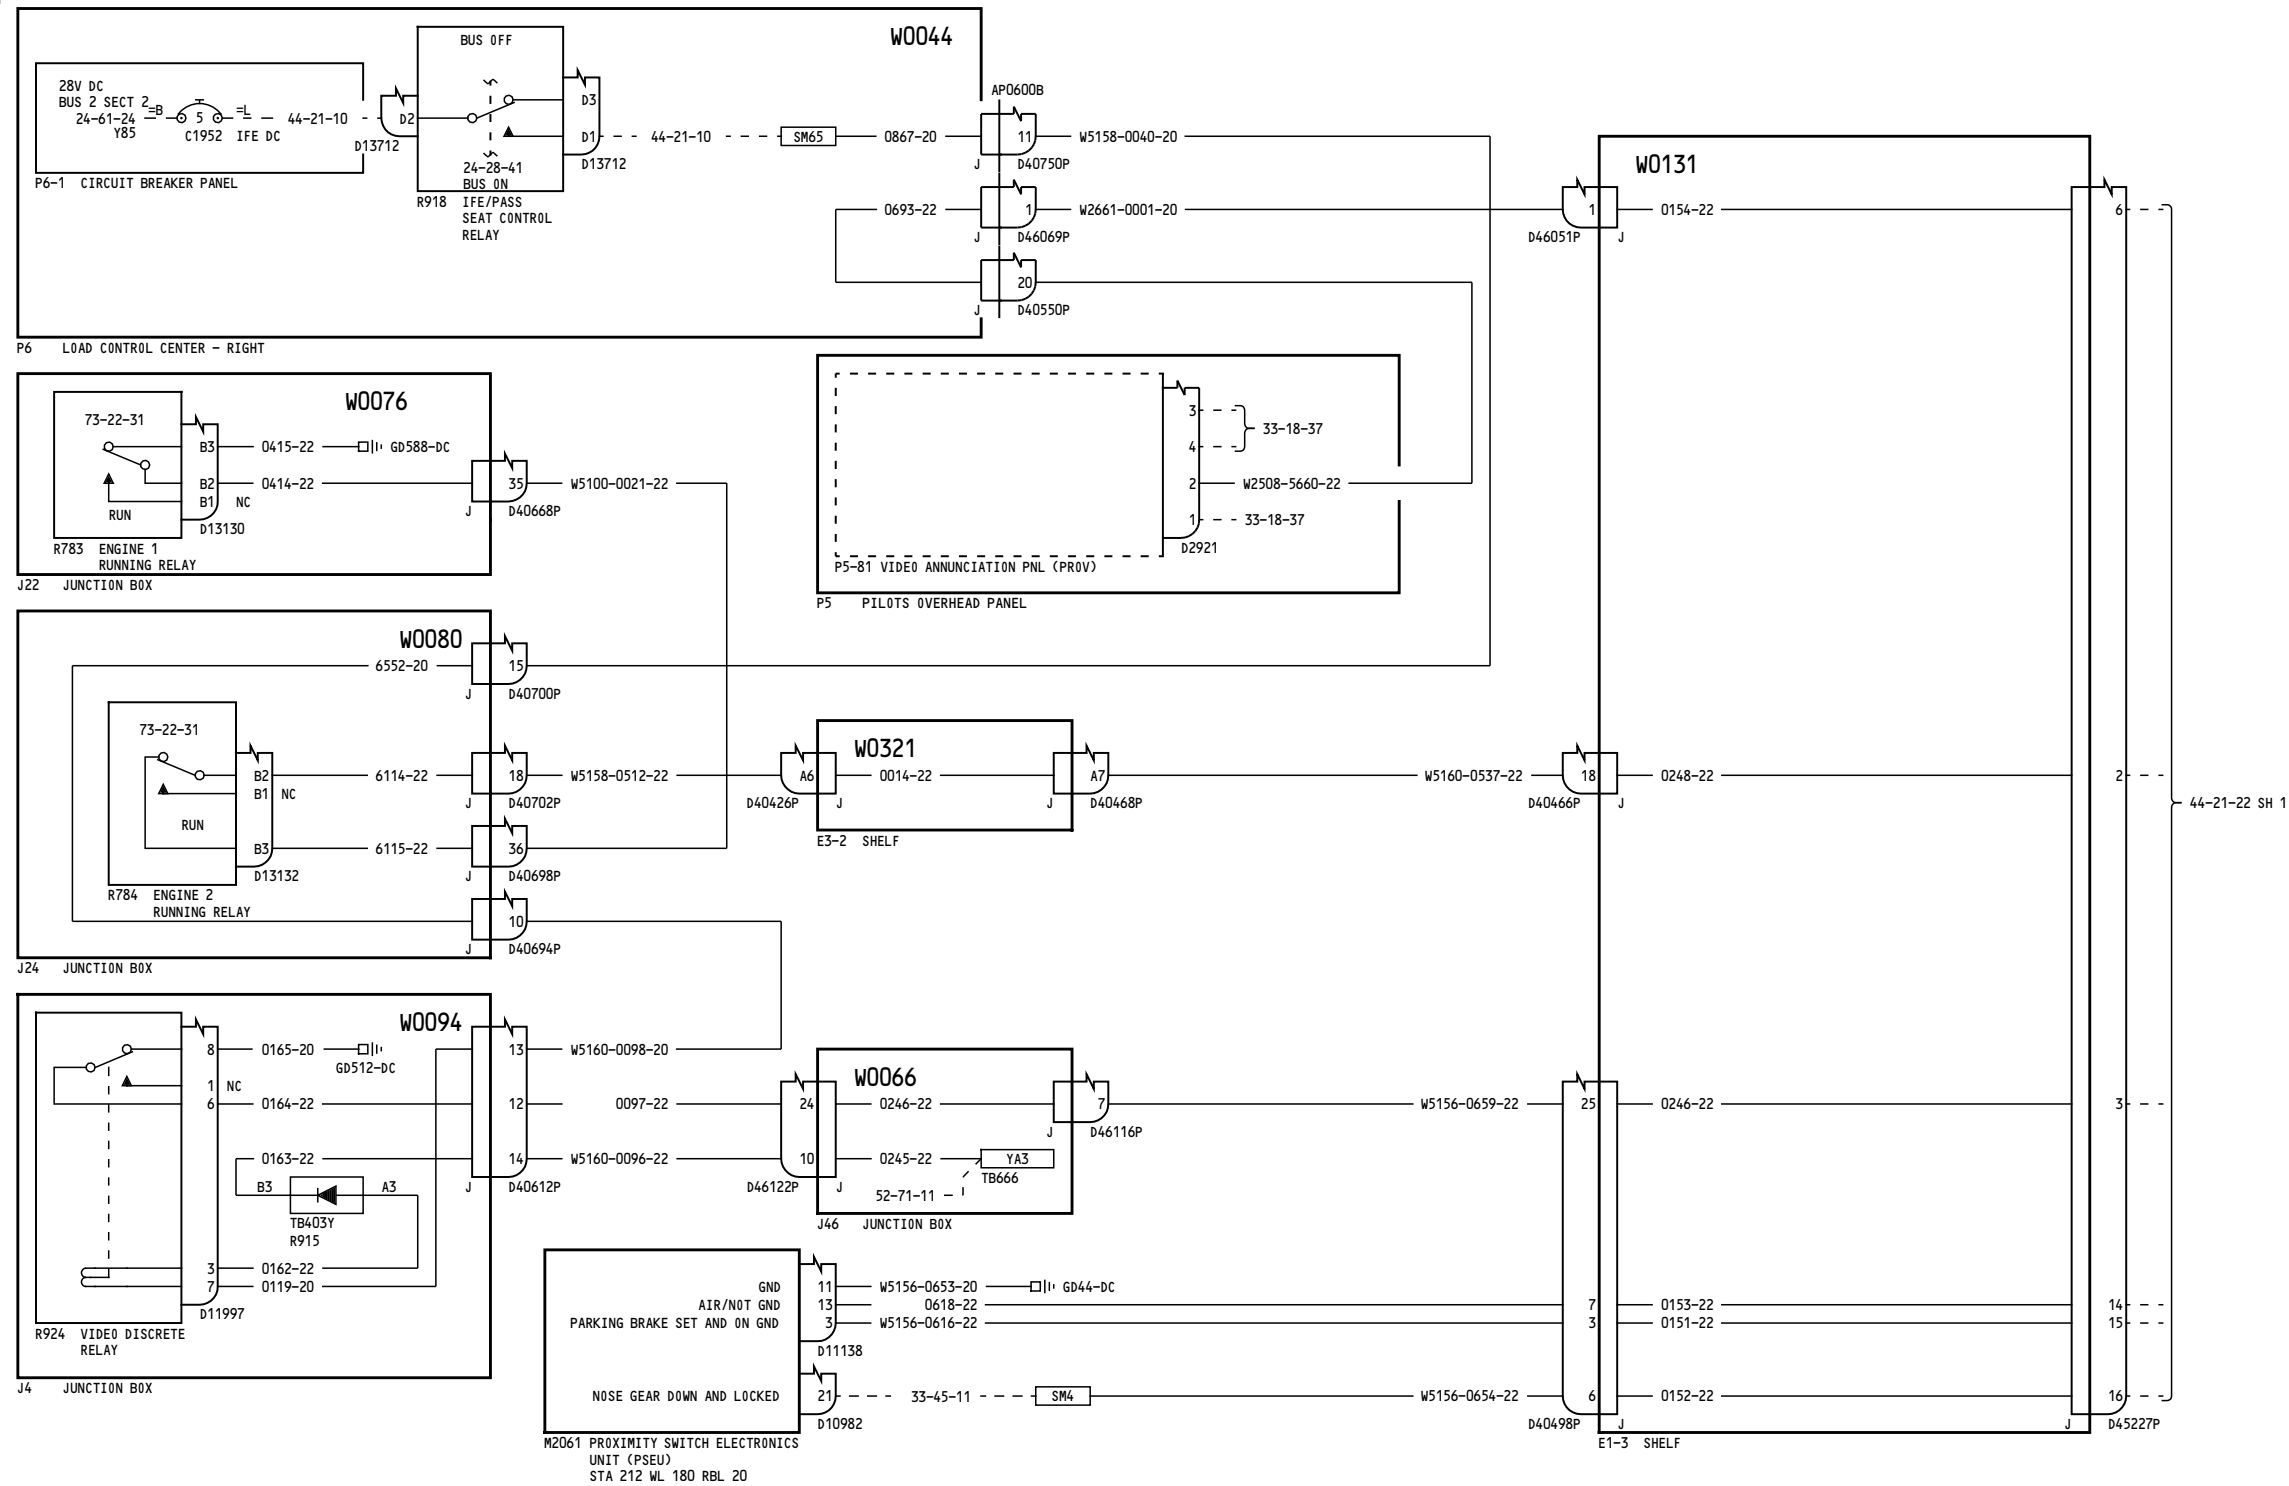 W0044
BUS OFF
28V DC
BUS 2 SECT 2
24-61-24
Y85
=B
5
=L
C1952 IFE DC
44-21-10
D2
D13712
P6-1 CIRCUIT BREAKER PANEL
24-28-41
BUS ON
R918 IFE/PASS
SEAT CONTROL
RELAY
D3
D1
D13712
44-21-10
SM65
0867-20
AP0600B
11
J D40750P
W5158-0040-20
0693-22
1
J D46069P
W2661-0001-20
20
J D40550P
P6 LOAD CONTROL CENTER - RIGHT
W0076
73-22-31
RUN
B3 0415-22 GD588-DC
B2 0414-22
B1 NC
D13130
R783 ENGINE 1
RUNNING RELAY
35
J D40668P
W5100-0021-22
J22 JUNCTION BOX
3
4
33-18-37
2 W2508-5660-22
1 33-18-37
D2921
P5-81 VIDEO ANNUNCIATION PNL (PROV)
P5 PILOTS OVERHEAD PANEL
W0080
6552-20
15
J D40700P
73-22-31
RUN
B2 6114-22
B1 NC
B3 6115-22
D13132
R784 ENGINE 2
RUNNING RELAY
18
J D40702P
W5158-0512-22
36
J D40698P
10
J D40694P
J24 JUNCTION BOX
W0321
A6
D40426P J
0014-22
A7
J D40468P
W5160-0537-22
E3-2 SHELF
W0094
8 0165-20
GD512-DC
1 NC
6 0164-22
0163-22
B3 A3
TB403Y
R915
3 0162-22
7 0119-20
D11997
R924 VIDEO DISCRETE
RELAY
13 W5160-0098-20
12 0097-22
14 W5160-0096-22
J D40612P
J4 JUNCTION BOX
W0066
24 0246-22
10 0245-22
YA3
TB666
52-71-11
D46122P J
7
J D46116P
W5156-0659-22
J46 JUNCTION BOX
GND 11 W5156-0653-20 GD44-DC
AIR/NOT GND 13 0618-22
PARKING BRAKE SET AND ON GND 3 W5156-0616-22
D11138
NOSE GEAR DOWN AND LOCKED 21 33-45-11 SM4 W5156-0654-22
D10982
M2061 PROXIMITY SWITCH ELECTRONICS
UNIT (PSEU)
STA 212 WL 180 RBL 20
W0131
1 0154-22 6
D46051P J
18 0248-22 2
D40466P J
44-21-22 SH 1
25 0246-22 3
7 0153-22 14
3 0151-22 15
6 0152-22 16
D40498P J
J D45227P
E1-3 SHELF